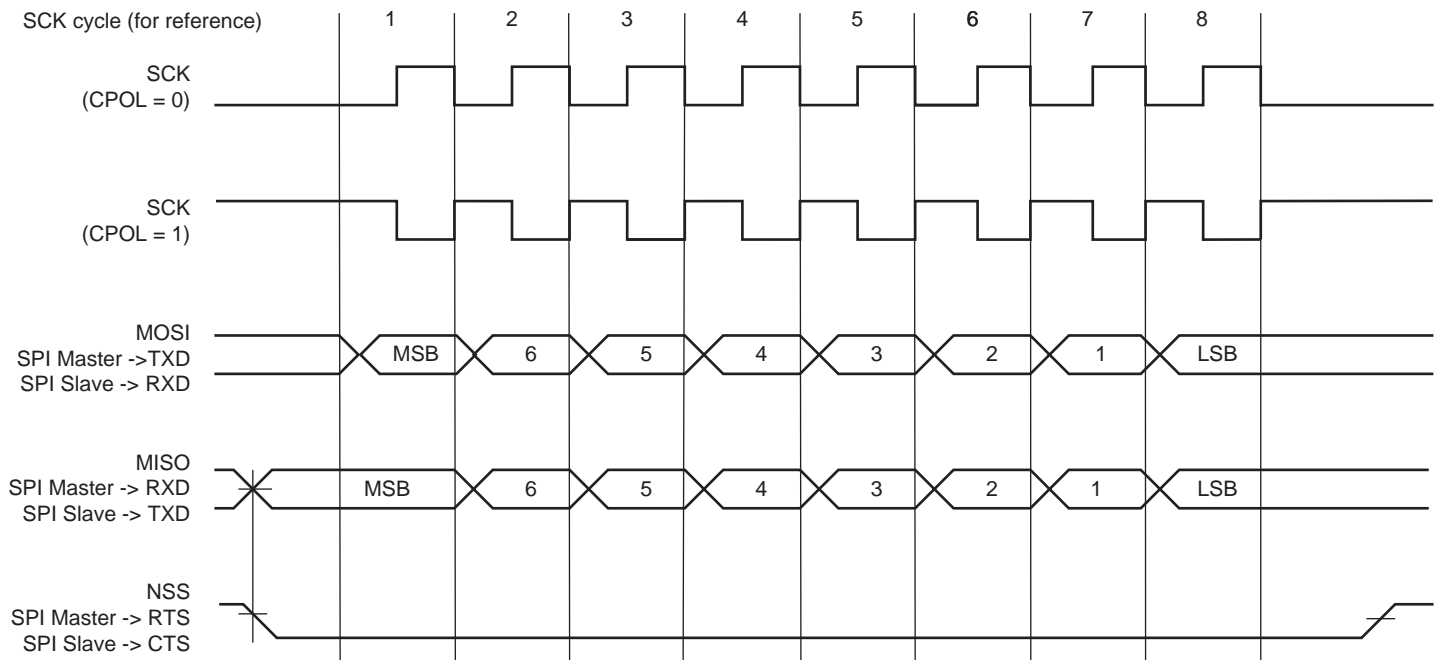 SCK cycle (for reference) 1 2 3 4 5 6 7 8
SCK
(CPOL = 0)
SCK
(CPOL = 1)
MOSI
SPI Master ->TXD
SPI Slave -> RXD
MSB 6 5 4 3 2 1 LSB
MISO
SPI Master -> RXD
SPI Slave -> TXD
MSB 6 5 4 3 2 1 LSB
NSS
SPI Master -> RTS
SPI Slave -> CTS